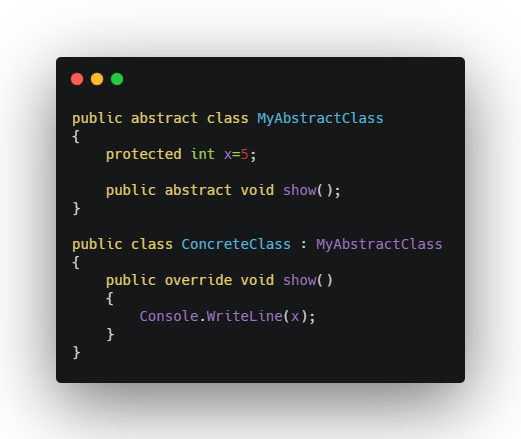 public abstract class MyAbstractClass
{
    protected int x=5;

    public abstract void show();
}

public class ConcreteClass : MyAbstractClass
{
    public override void show()
    {
        Console.WriteLine(x);
    }
}